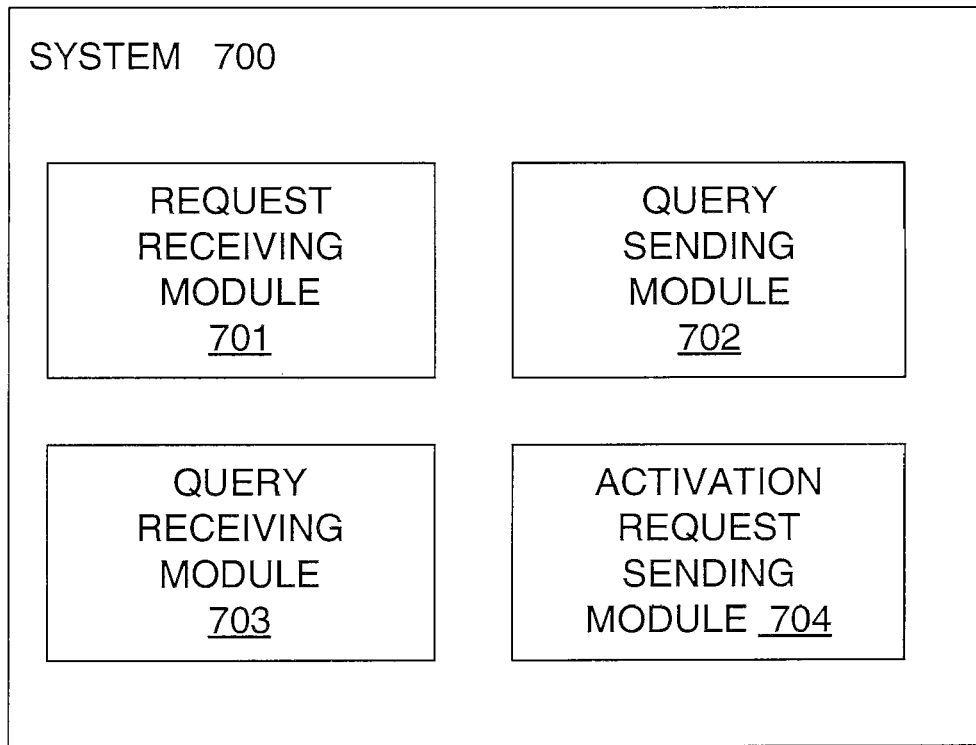 SYSTEM 700
REQUEST
RECEIVING
MODULE
701
QUERY
SENDING
MODULE
702
QUERY
RECEIVING
MODULE
703
ACTIVATION
REQUEST
SENDING
MODULE 704